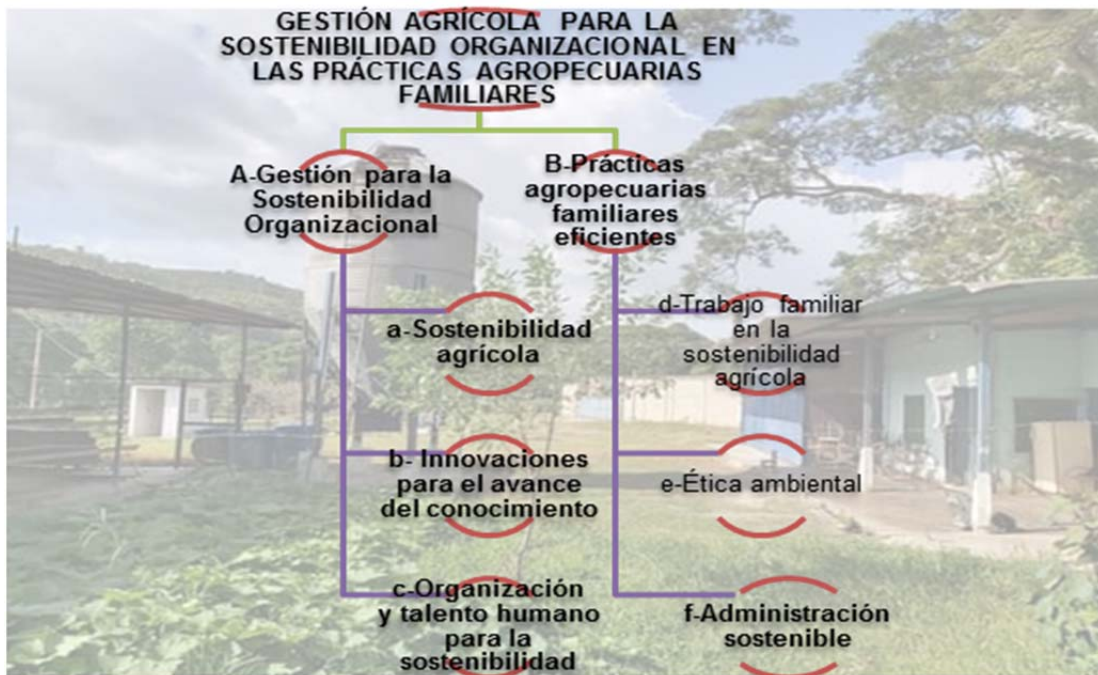 GESTIÓN AGRÍCOLA PARA LA
SOSTENIBILIDAD ORGANIZACIONAL EN
LAS PRÁCTICAS AGROPECUARIAS
FAMILIARES
A-Gestión para la
Sostenibilidad
Organizacional
a-Sostenibilidad
agrícola
b- Innovaciones
para el avance
del conocimiento
c-Organización
y talento humano
para la
sostenibilidad
B-Prácticas
agropecuarias
familiares
eficientes
d-Trabajo familiar
en la
sostenibilidad
agrícola
e-Ética ambiental
f-Administración
sostenible